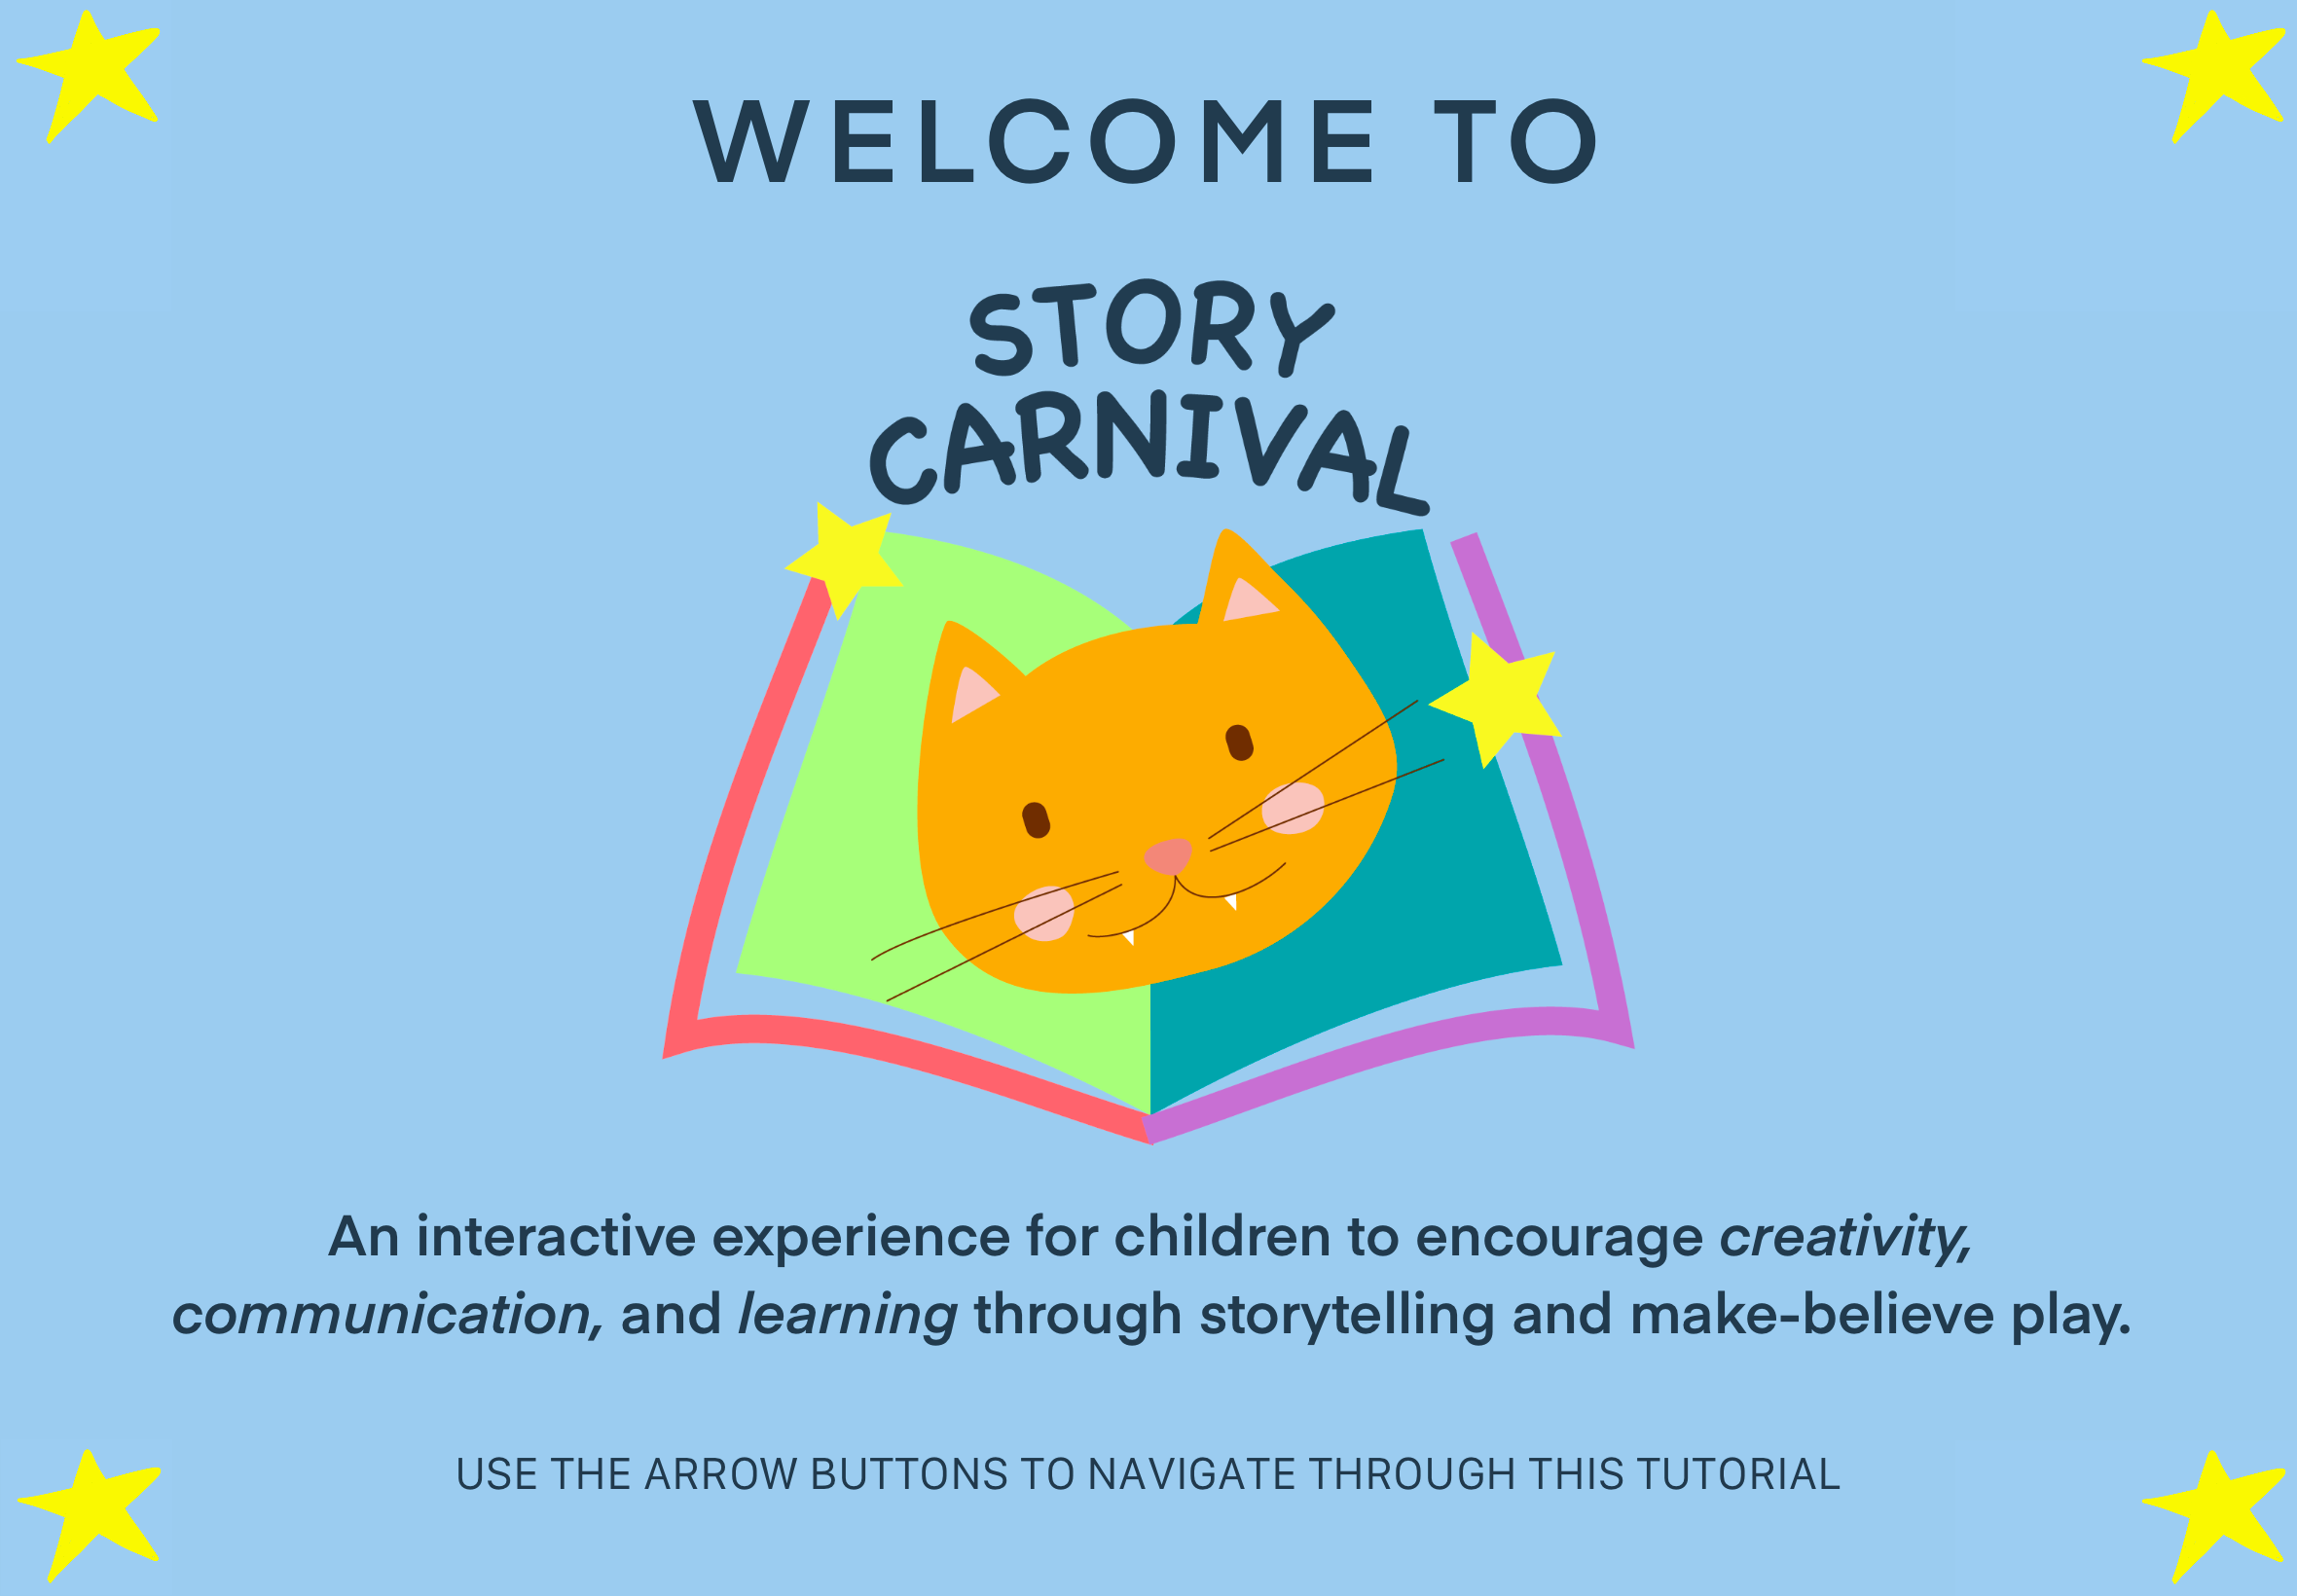 WELCOME TO
STORY
CARNIVAL
An interactive experience for children to encourage creativity,
communication, and learning through storytelling and make-believe play.
USE THE ARROW BUTTONS TO NAVIGATE THROUGH THIS TUTORIAL